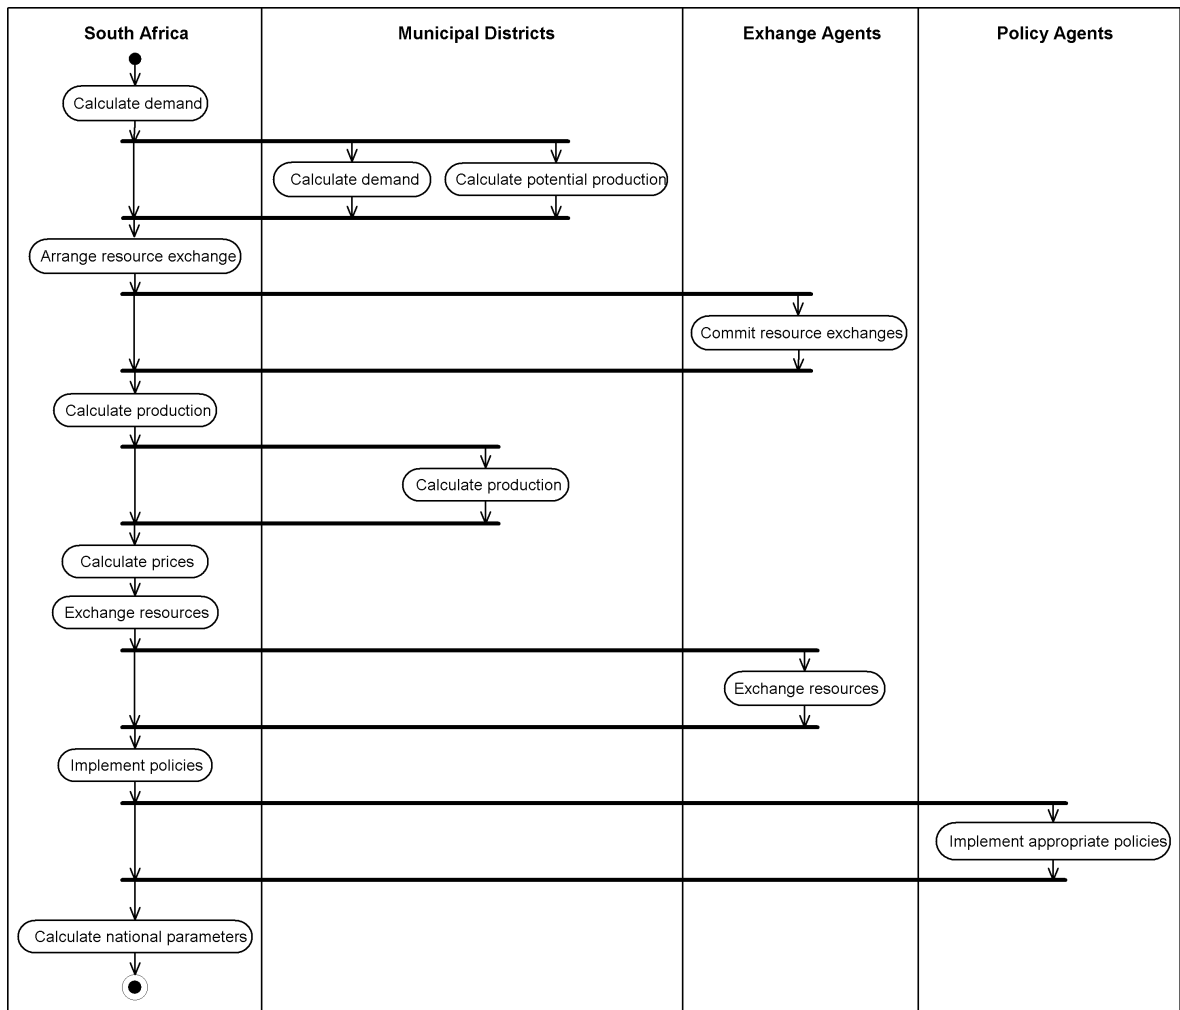 South Africa
Municipal Districts
Exhange Agents
Policy Agents
Calculate demand
Calculate demand
Calculate potential production
Arrange resource exchange
Commit resource exchanges
Calculate production
Calculate production
Calculate prices
Exchange resources
Exchange resources
Implement policies
Implement appropriate policies
Calculate national parameters